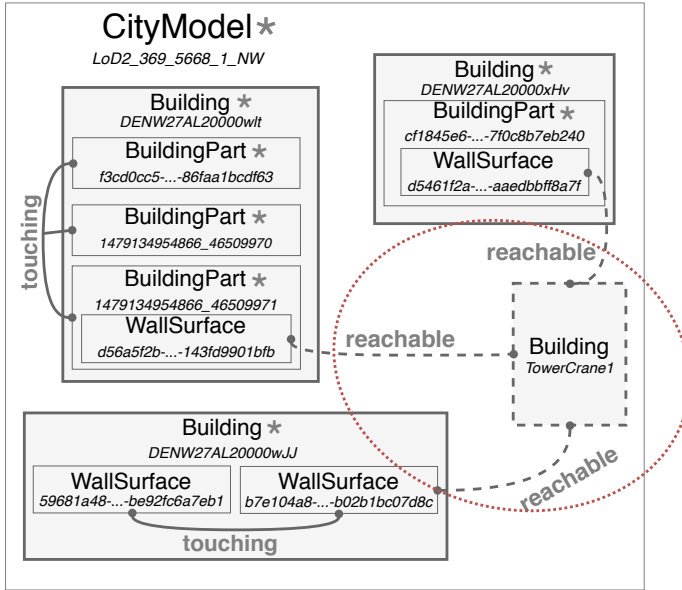 CityModel *
LoD2_369_5668_1_NW
Building *
DENW27AL20000wIt
BuildingPart *
f3cd0cc5-...-86faa1bcdf63
BuildingPart *
1479134954866_46509970
BuildingPart *
1479134954866_46509971
WallSurface
d56a5f2b-...-143fd9901bfb
touching
Building *
DENW27AL20000xHv
BuildingPart *
cf1845e6-...-7f0c8b7eb240
WallSurface
d5461f2a-...-aaedbbff8a7f
reachable
reachable
Building
TowerCrane1
reachable
Building *
DENW27AL20000wJJ
WallSurface
59681a48-...-be92fc6a7eb1
WallSurface
b7e104a8-...-b02b1bc07d8c
touching